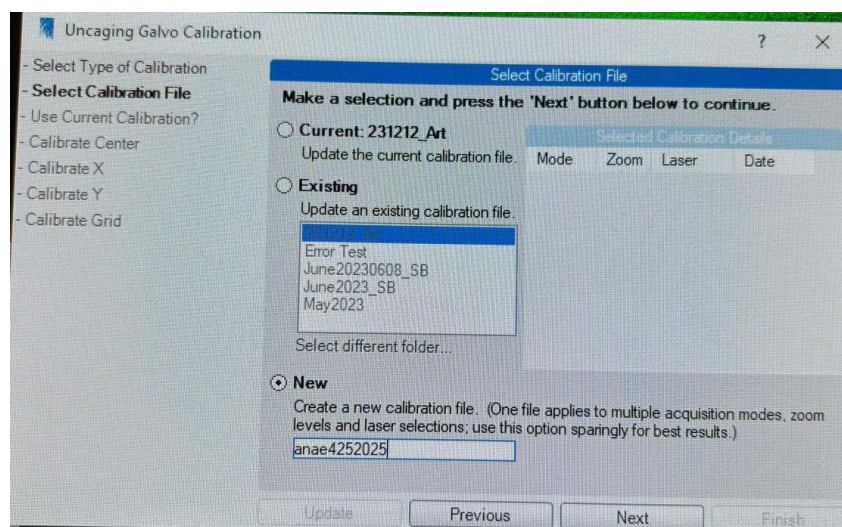 Uncaging Galvo Calibration
? X
- Select Type of Calibration
- Select Calibration File
- Use Current Calibration?
- Calibrate Center
- Calibrate X
- Calibrate Y
- Calibrate Grid
Select Calibration File
Make a selection and press the 'Next' button below to continue.
Current: 231212_Art
Update the current calibration file.
Existing
Update an existing calibration file.
231212_Art
Error Test
June20230608_SB
June2023_SB
May2023
Select different folder...
Selected Calibration Details
Mode Zoom Laser Date
New
Create a new calibration file. (One file applies to multiple acquisition modes, zoom
levels and laser selections; use this option sparingly for best results.)
anae4252025
Update Previous Next Finish